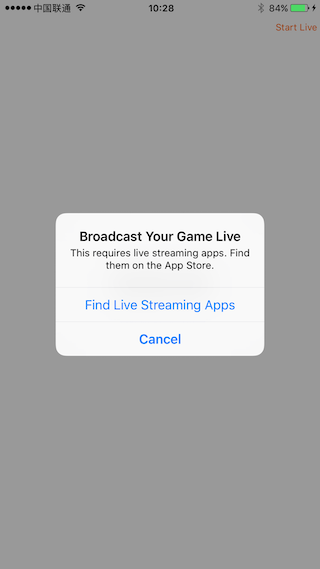 中国联通 10:28 84%
Start Live
Broadcast Your Game Live
This requires live streaming apps. Find
them on the App Store.
Find Live Streaming Apps
Cancel